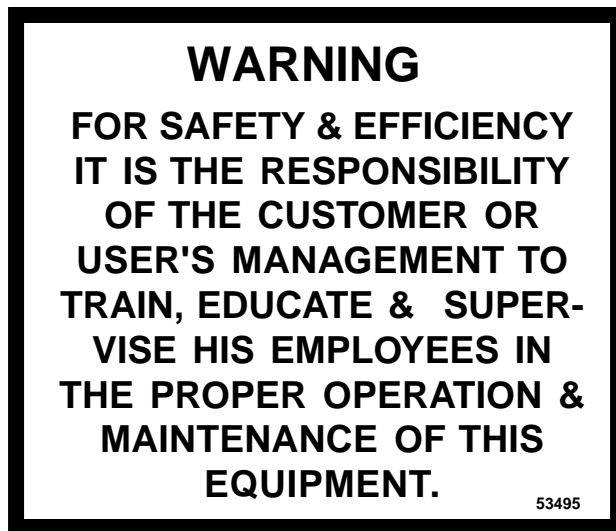 WARNING
FOR SAFETY & EFFICIENCY
IT IS THE RESPONSIBILITY
OF THE CUSTOMER OR
USER'S MANAGEMENT TO
TRAIN, EDUCATE & SUPER-
VISE HIS EMPLOYEES IN
THE PROPER OPERATION &
MAINTENANCE OF THIS
EQUIPMENT.
53495